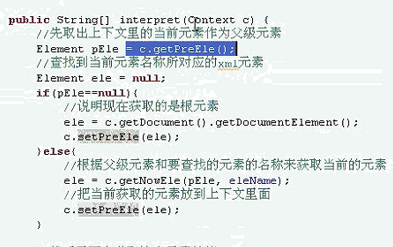 public String[] interpret(Context c) {
//先取出上下文里的当前元素作为父级元素
Element pEle = c.getPreEle();
//查找到当前元素名称所对应的xml元素
Element ele = null;
if(pEle==null){
//说明现在获取的是根元素
ele = c.getDocument().getDocumentElement();
c.setPreEle(ele);
}else{
//根据父级元素和要查找的元素的名称来获取当前的元素
ele = c.getNowEle(pEle, eleName);
//把当前获取的元素放到上下文里面
c.setPreEle(ele);
}